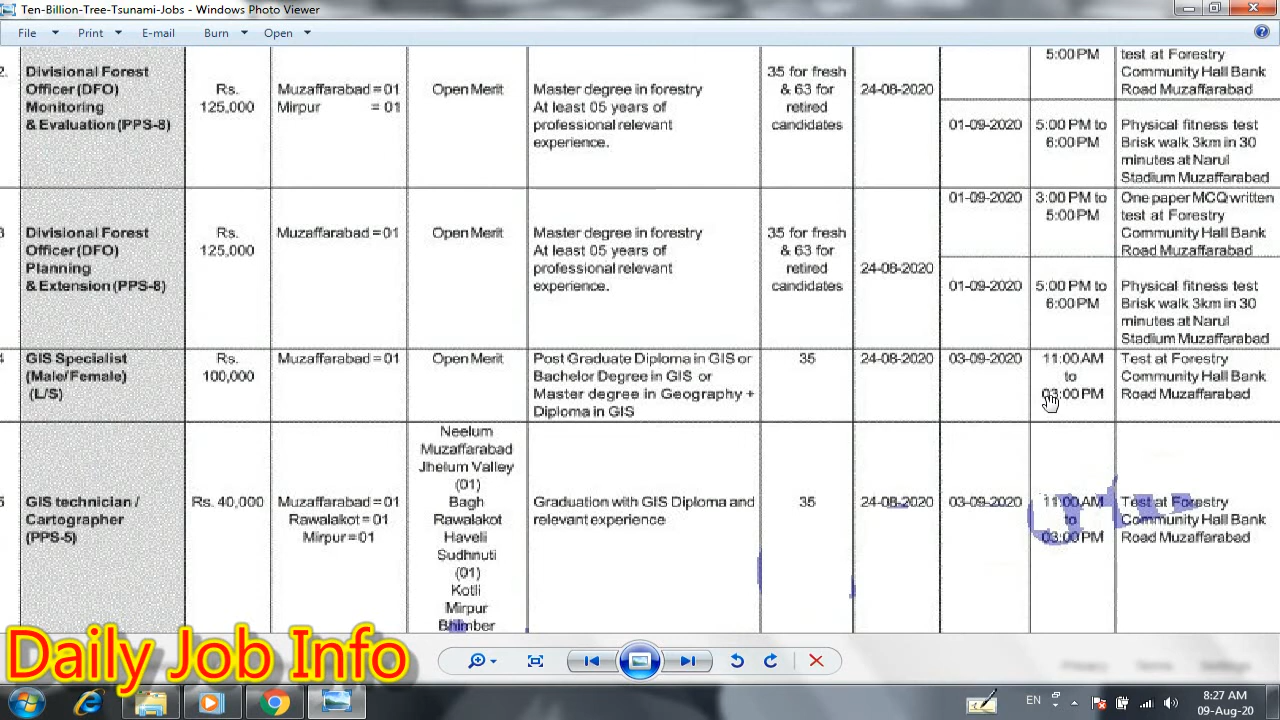 Ten-Billion-Tree-Tsunami-Jobs - Windows Photo Viewer
File Print E-mail Burn Open
2. Divisional Forest
Officer (DFO)
Monitoring
& Evaluation (PPS-8)
Rs.
125,000
Muzaffarabad = 01
Mirpur = 01
Open Merit
Master degree in forestry
At least 05 years of
professional relevant
experience.
35 for fresh
& 63 for
retired
candidates
24-08-2020
5:00 PM
test at Forestry
Community Hall Bank
Road Muzaffarabad
01-09-2020
5:00 PM to
6:00 PM
Physical fitness test
Brisk walk 3km in 30
minutes at Narul
Stadium Muzaffarabad
3 Divisional Forest
Officer (DFO)
Planning
& Extension (PPS-8)
Rs.
125,000
Muzaffarabad = 01
Open Merit
Master degree in forestry
At least 05 years of
professional relevant
experience.
35 for fresh
& 63 for
retired
candidates
24-08-2020
01-09-2020
3:00 PM to
5:00 PM
One paper MCQ written
test at Forestry
Community Hall Bank
Road Muzaffarabad
01-09-2020
5:00 PM to
6:00 PM
Physical fitness test
Brisk walk 3km in 30
minutes at Narul
Stadium Muzaffarabad
4 GIS Specialist
(Male/Female)
(L/S)
Rs.
100,000
Muzaffarabad = 01
Open Merit
Post Graduate Diploma in GIS or
Bachelor Degree in GIS or
Master degree in Geography +
Diploma in GIS
35
24-08-2020
03-09-2020
11:00 AM
to
03:00 PM
Test at Forestry
Community Hall Bank
Road Muzaffarabad
5 GIS technician /
Cartographer
(PPS-5)
Rs. 40,000
Muzaffarabad = 01
Rawalakot = 01
Mirpur = 01
Neelum
Muzaffarabad
Jhelum Valley
(01)
Bagh
Rawalakot
Haveli
Sudhnuti
(01)
Kotli
Mirpur
Bhimber
Graduation with GIS Diploma and
relevant experience
35
24-08-2020
03-09-2020
11:00 AM
to
03:00 PM
Test at Forestry
Community Hall Bank
Road Muzaffarabad
Daily Job Info
EN
8:27 AM
09-Aug-20